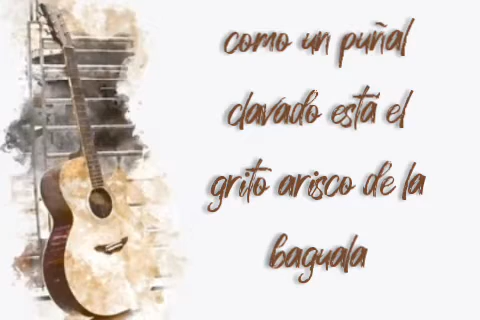 como un puñal
clavado está el
grito arisco de la
baguala